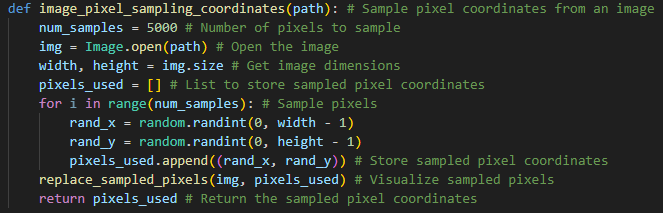 def image_pixel_sampling_coordinates(path): # Sample pixel coordinates from an image
    num_samples = 5000 # Number of pixels to sample
    img = Image.open(path) # Open the image
    width, height = img.size # Get image dimensions
    pixels_used = [] # List to store sampled pixel coordinates
    for i in range(num_samples): # Sample pixels
        rand_x = random.randint(0, width - 1)
        rand_y = random.randint(0, height - 1)
        pixels_used.append((rand_x, rand_y)) # Store sampled pixel coordinates
    replace_sampled_pixels(img, pixels_used) # Visualize sampled pixels
    return pixels_used # Return the sampled pixel coordinates